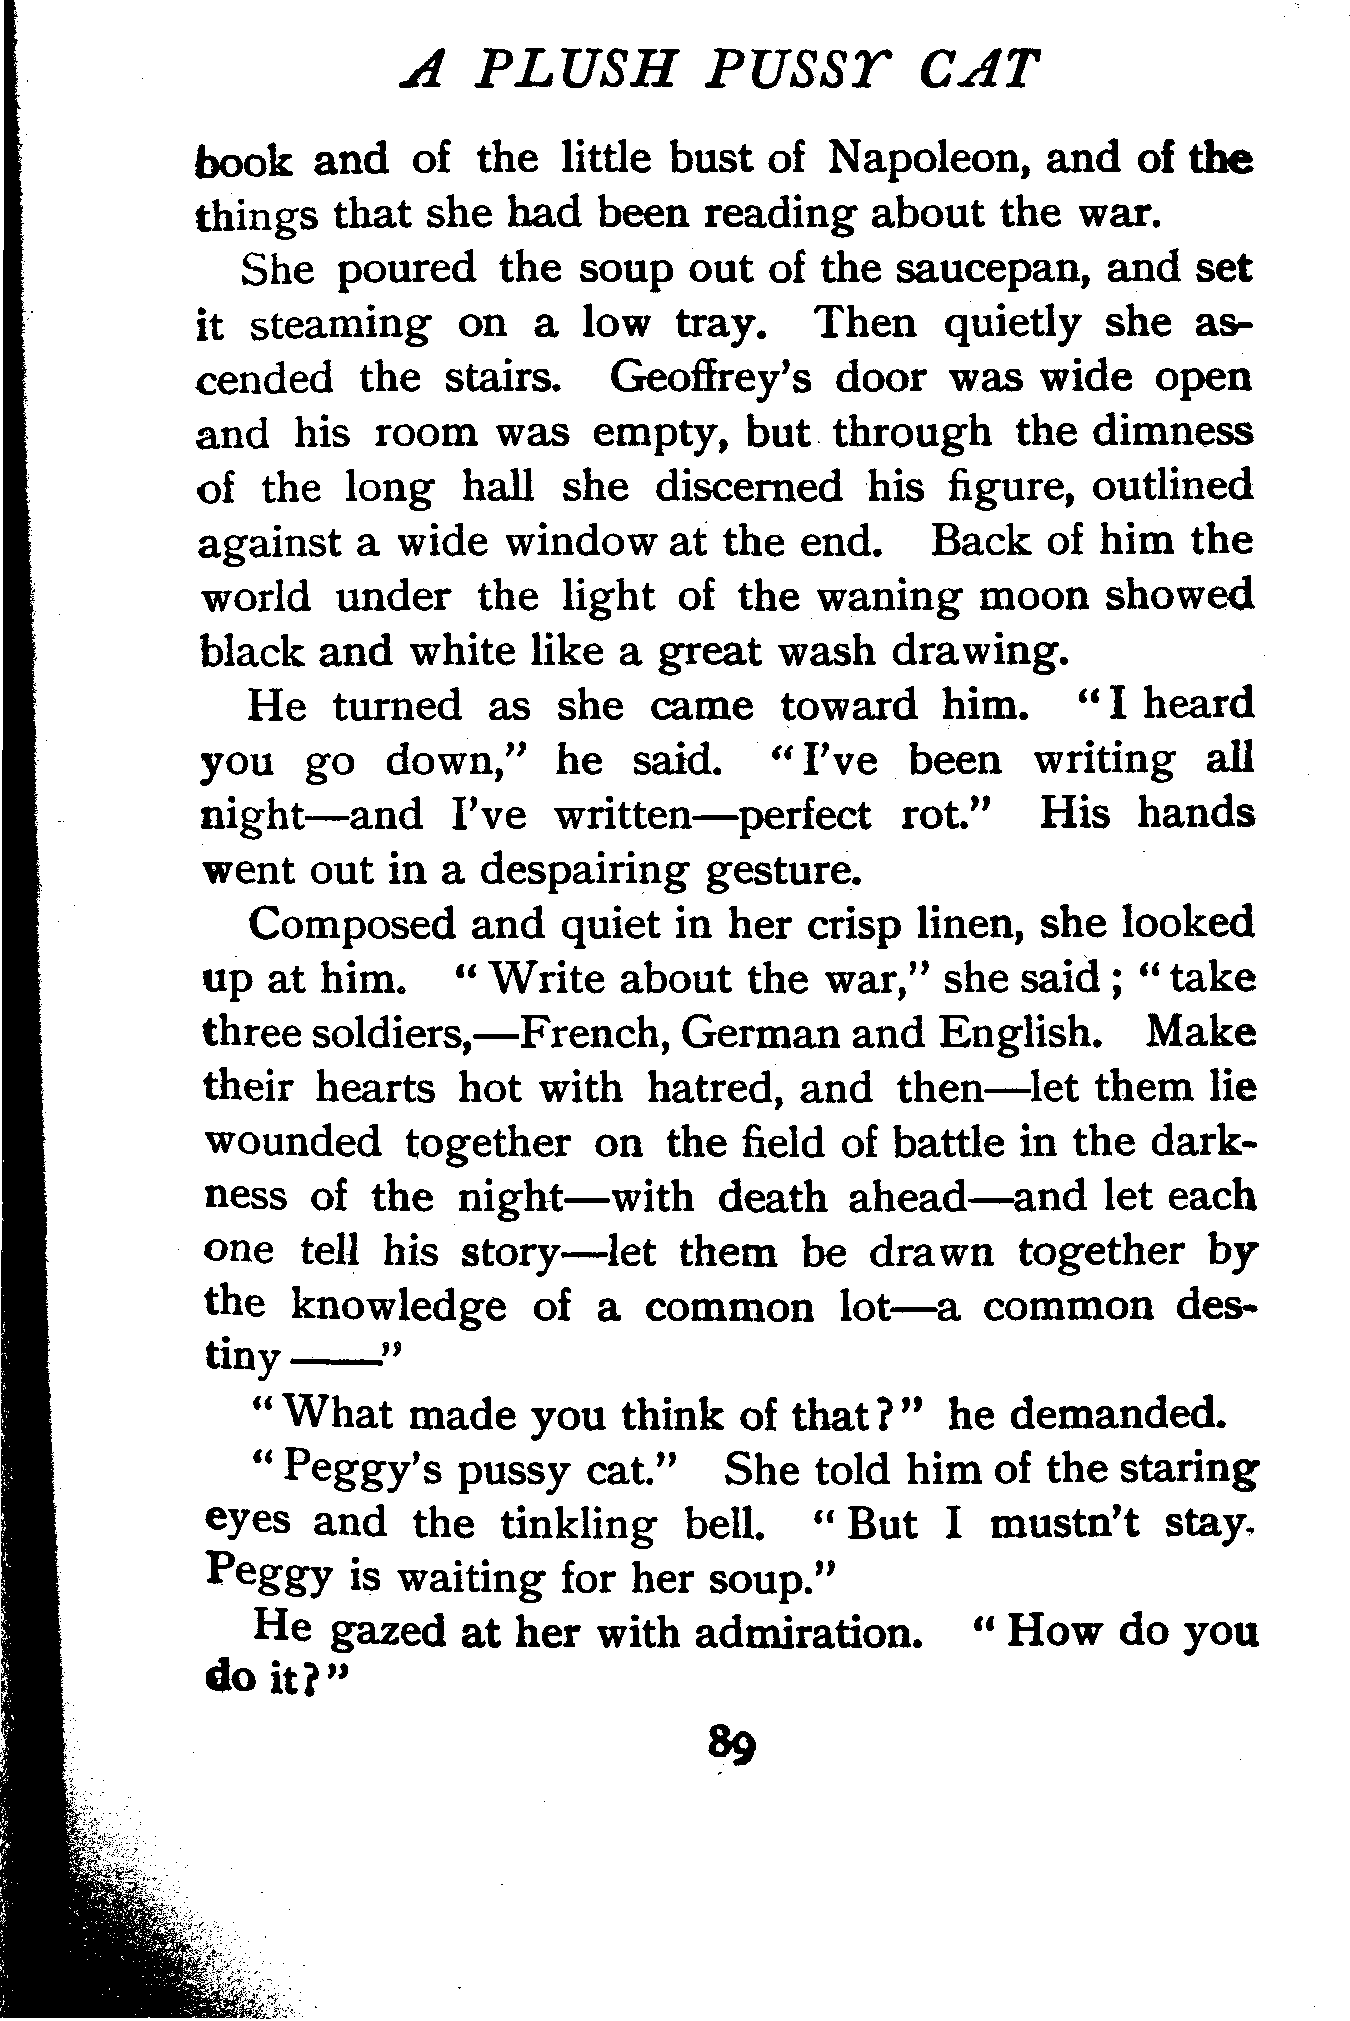 A PLUSH PUSSY CAT
book and of the little bust of Napoleon, and of the
things that she had been reading about the war.
She poured the soup out of the saucepan, and set
it steaming on a low tray. Then quietly she as-
cended the stairs. Geoffrey's door was wide open
and his room was empty, but through the dimness
of the long hall she discerned his figure, outlined
against a wide window at the end. Back of him the
world under the light of the waning moon showed
black and white like a great wash drawing.
He turned as she came toward him. "I heard
you go down," he said. "I've been writing all
night—and I've written—perfect rot." His hands
went out in a despairing gesture.
Composed and quiet in her crisp linen, she looked
up at him. "Write about the war," she said; "take
three soldiers,—French, German and English. Make
their hearts hot with hatred, and then—let them lie
wounded together on the field of battle in the dark-
ness of the night—with death ahead—and let each
one tell his story—let them be drawn together by
the knowledge of a common lot—a common des-
tiny ——"
"What made you think of that?" he demanded.
"Peggy's pussy cat." She told him of the staring
eyes and the tinkling bell. "But I mustn't stay.
Peggy is waiting for her soup."
He gazed at her with admiration. "How do you
do it?"
89